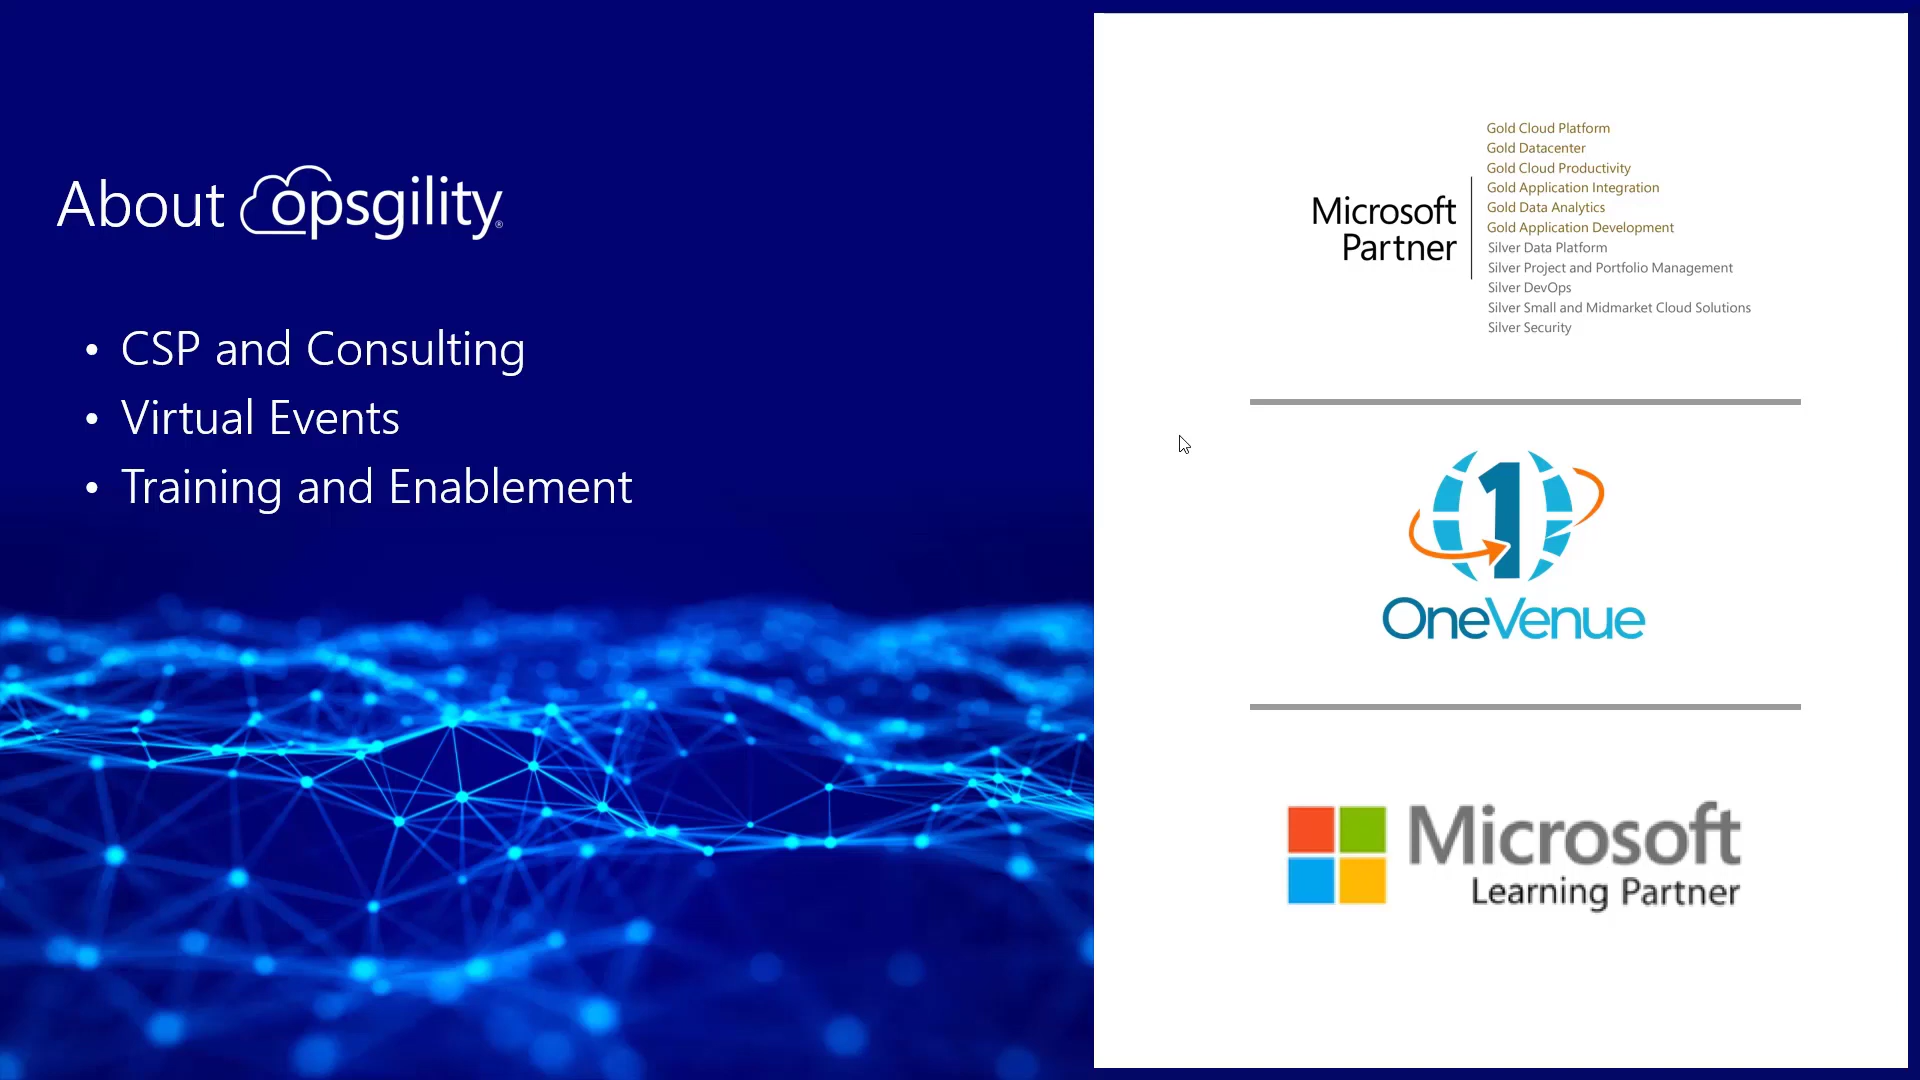 About opsgility®
• CSP and Consulting
• Virtual Events
• Training and Enablement
Microsoft
Partner
Gold Cloud Platform
Gold Datacenter
Gold Cloud Productivity
Gold Application Integration
Gold Data Analytics
Gold Application Development
Silver Data Platform
Silver Project and Portfolio Management
Silver DevOps
Silver Small and Midmarket Cloud Solutions
Silver Security
1
OneVenue
Microsoft
Learning Partner